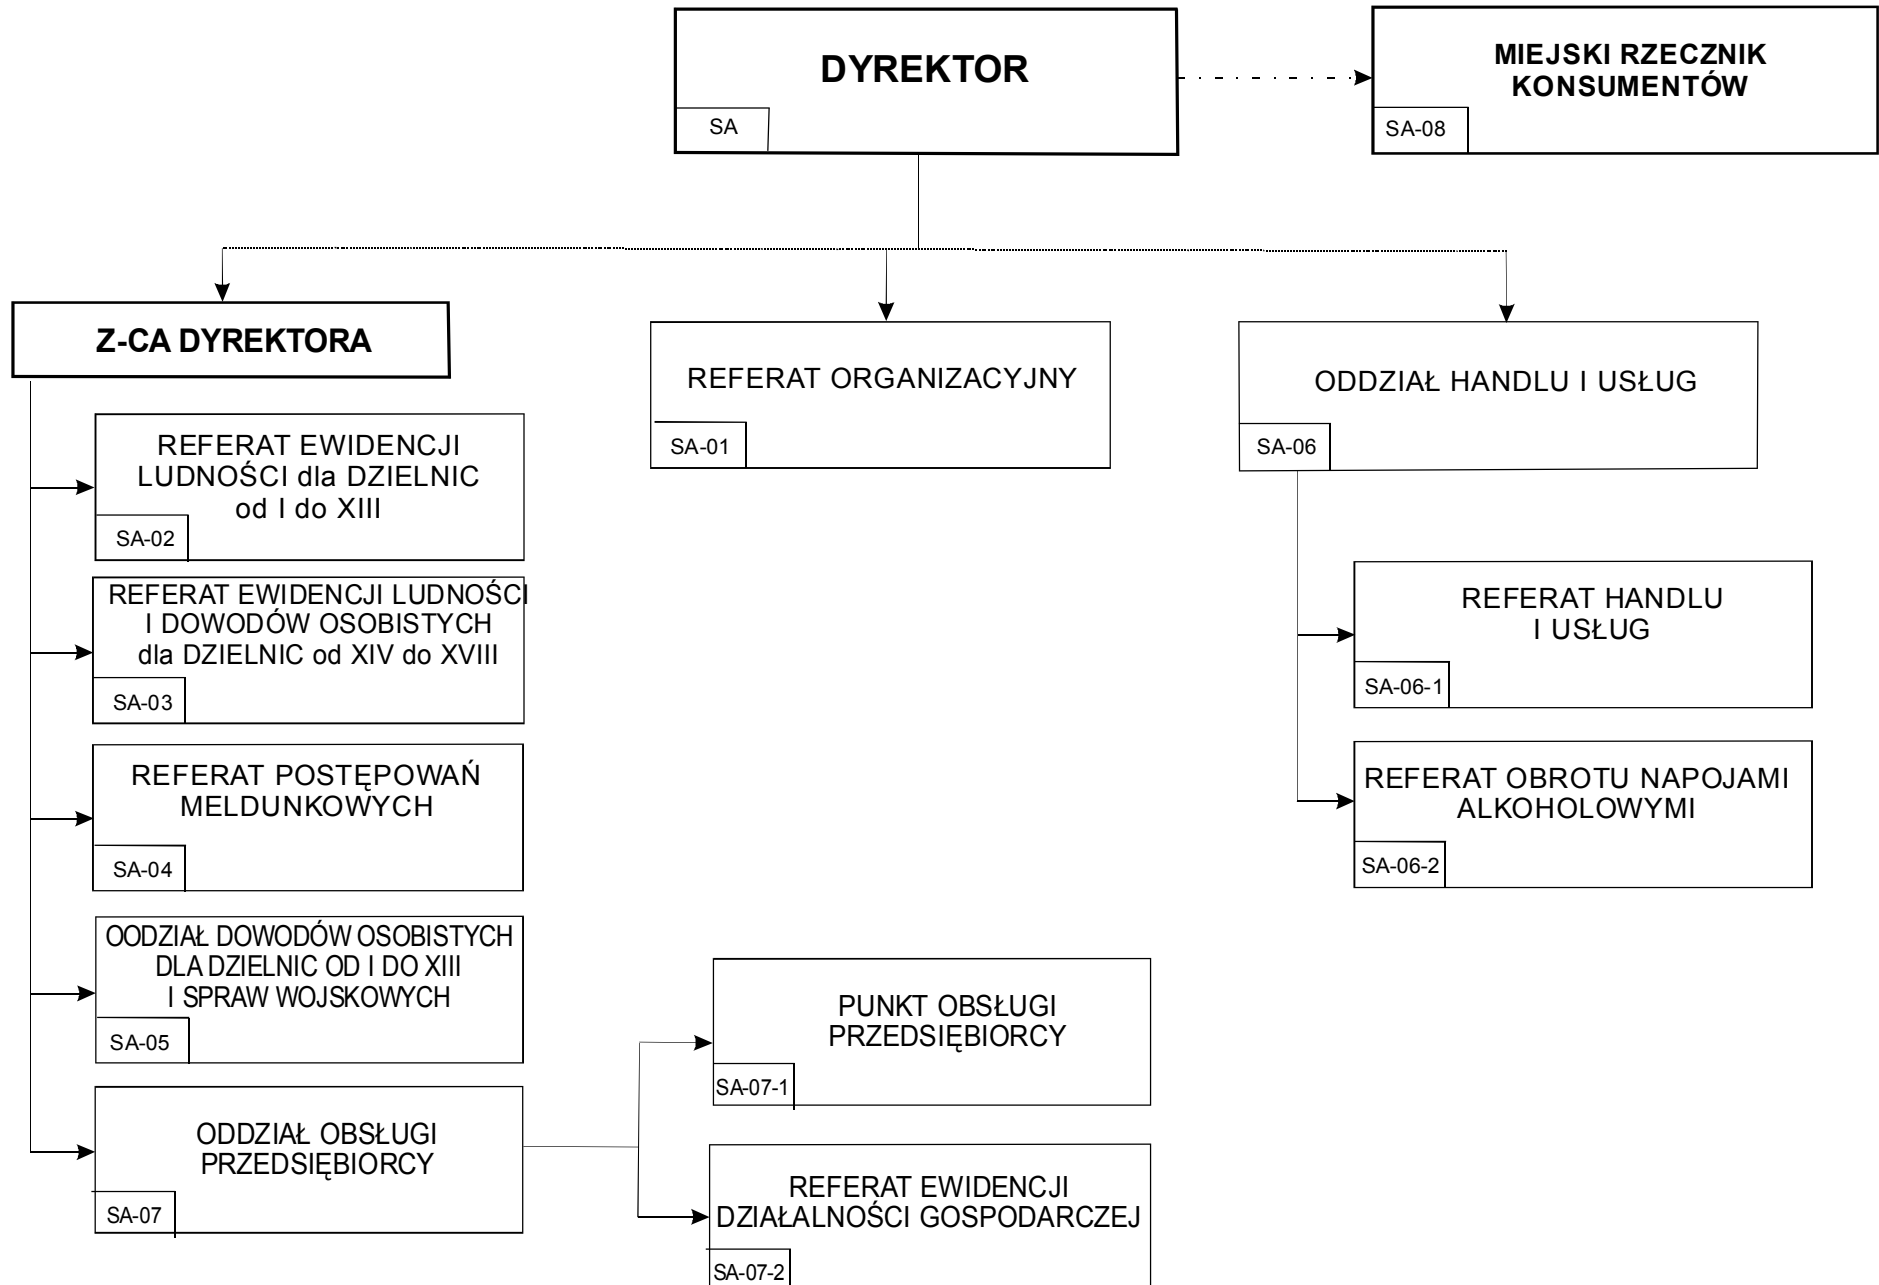 DYREKTOR
SA
MIEJSKI RZECZNIK
KONSUMENTÓW
SA-08
Z-CA DYREKTORA
REFERAT EWIDENCJI
LUDNOŚCI dla DZIELNIC
od I do XIII
SA-02
REFERAT EWIDENCJI LUDNOŚCI
I DOWODÓW OSOBISTYCH
dla DZIELNIC od XIV do XVIII
SA-03
REFERAT POSTĘPOWAŃ
MELDUNKOWYCH
SA-04
OODZIAŁ DOWODÓW OSOBISTYCH
DLA DZIELNIC OD I DO XIII
I SPRAW WOJSKOWYCH
SA-05
ODDZIAŁ OBSŁUGI
PRZEDSIĘBIORCY
SA-07
PUNKT OBSŁUGI
PRZEDSIĘBIORCY
SA-07-1
REFERAT EWIDENCJI
DZIAŁALNOŚCI GOSPODARCZEJ
SA-07-2
REFERAT ORGANIZACYJNY
SA-01
ODDZIAŁ HANDLU I USŁUG
SA-06
REFERAT HANDLU
I USŁUG
SA-06-1
REFERAT OBROTU NAPOJAMI
ALKOHOLOWYMI
SA-06-2